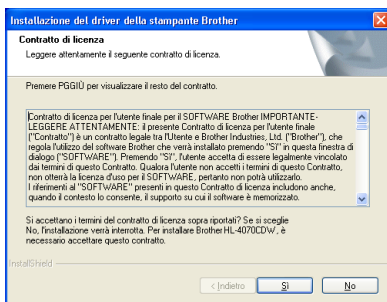 Installazione del driver della stampante Brother
Contratto di licenza
Leggere attentamente il seguente contratto di licenza.
Premere PGGIÙ per visualizzare il resto del contratto.
Contratto di licenza per l'utente finale per il SOFTWARE Brother IMPORTANTE-
LEGGERE ATTENTAMENTE: il presente Contratto di licenza per l'utente finale
("Contratto") è un contratto legale tra l'Utente e Brother Industries, Ltd. ("Brother"), che
regola l'utilizzo del software Brother che verrà installato premendo "Sì" in questa finestra di
dialogo ("SOFTWARE"). Premendo "Sì", l'utente accetta di essere legalmente vincolato
dai termini di questo Contratto. Qualora l'utente non accetti i termini di questo Contratto,
non otterrà la licenza d'uso per il SOFTWARE, pertanto non potrà utilizzarlo.
I riferimenti al "SOFTWARE" presenti in questo Contratto di licenza includono anche,
quando il contesto lo consente, il supporto su cui il software è memorizzato.
Si accettano i termini del contratto di licenza sopra riportati? Se si sceglie
No, l'installazione verrà interrotta. Per installare Brother HL-4070CDW, è
necessario accettare questo contratto.
InstallShield
< Indietro Sì No